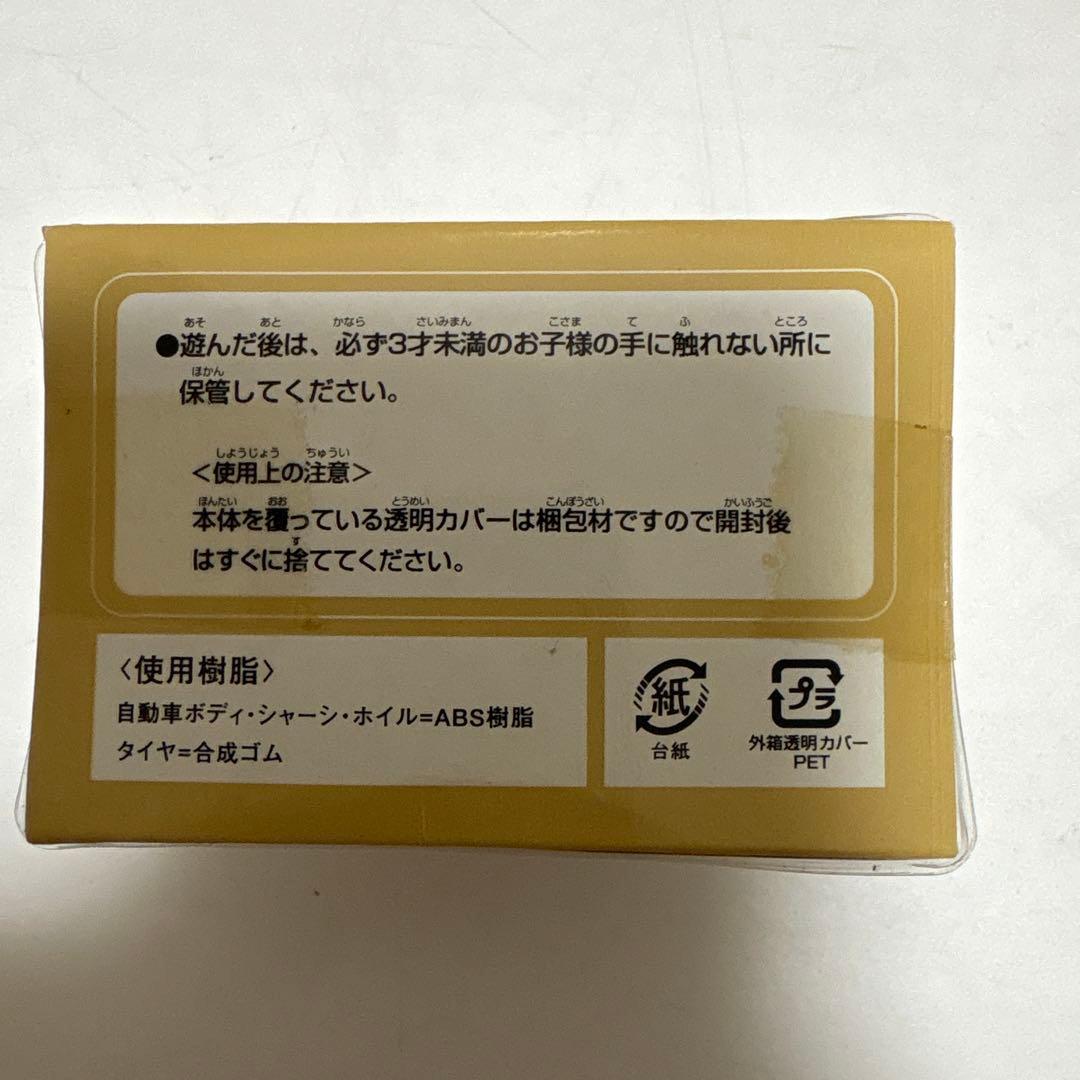 ●遊んだ後は、必ず3才未満のお子様の手に触れない所に
保管してください。
<使用上の注意>
本体を覆っている透明カバーは梱包材ですので開封後
はすぐに捨ててください。
〈使用樹脂〉
自動車ボディ・シャーシ・ホイル=ABS樹脂
タイヤ=合成ゴム
紙
台紙
プラ
外箱透明カバー
PET